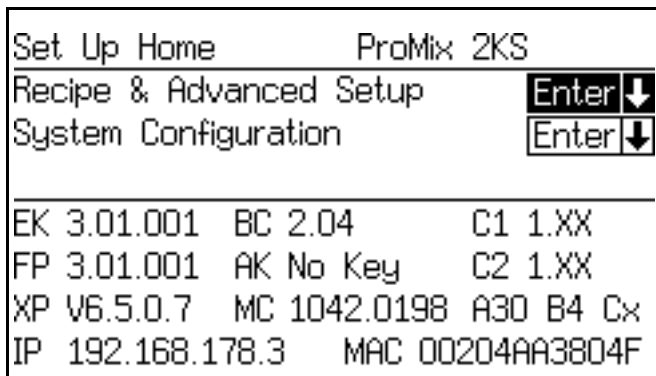 Set Up Home ProMix 2KS
Recipe & Advanced Setup Enter
System Configuration Enter
EK 3.01.001 BC 2.04 C1 1.XX
FP 3.01.001 AK No Key C2 1.XX
XP V6.5.0.7 MC 1042.0198 A30 B4 Cx
IP 192.168.178.3 MAC 00204AA3804F